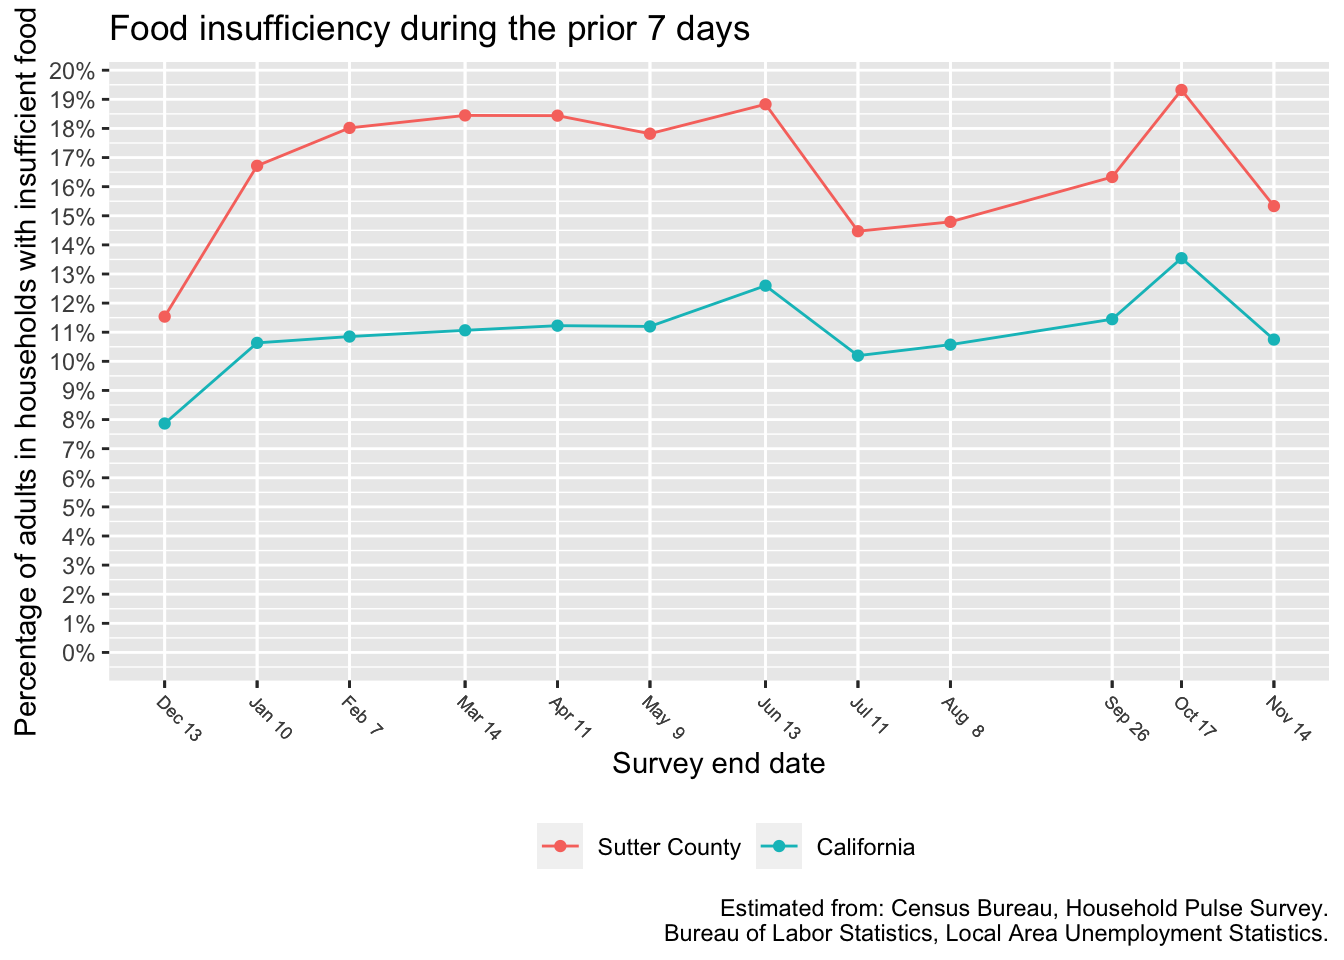 Food insufficiency during the prior 7 days
Percentage of adults in households with insufficient food
20%
19%
18%
17%
16%
15%
14%
13%
12%
11%
10%
9%
8%
7%
6%
5%
4%
3%
2%
1%
0%
Dec 13
Jan 10
Feb 7
Mar 14
Apr 11
May 9
Jun 13
Jul 11
Aug 8
Sep 26
Oct 17
Nov 14
Survey end date
Sutter County
California
Estimated from: Census Bureau, Household Pulse Survey.
Bureau of Labor Statistics, Local Area Unemployment Statistics.